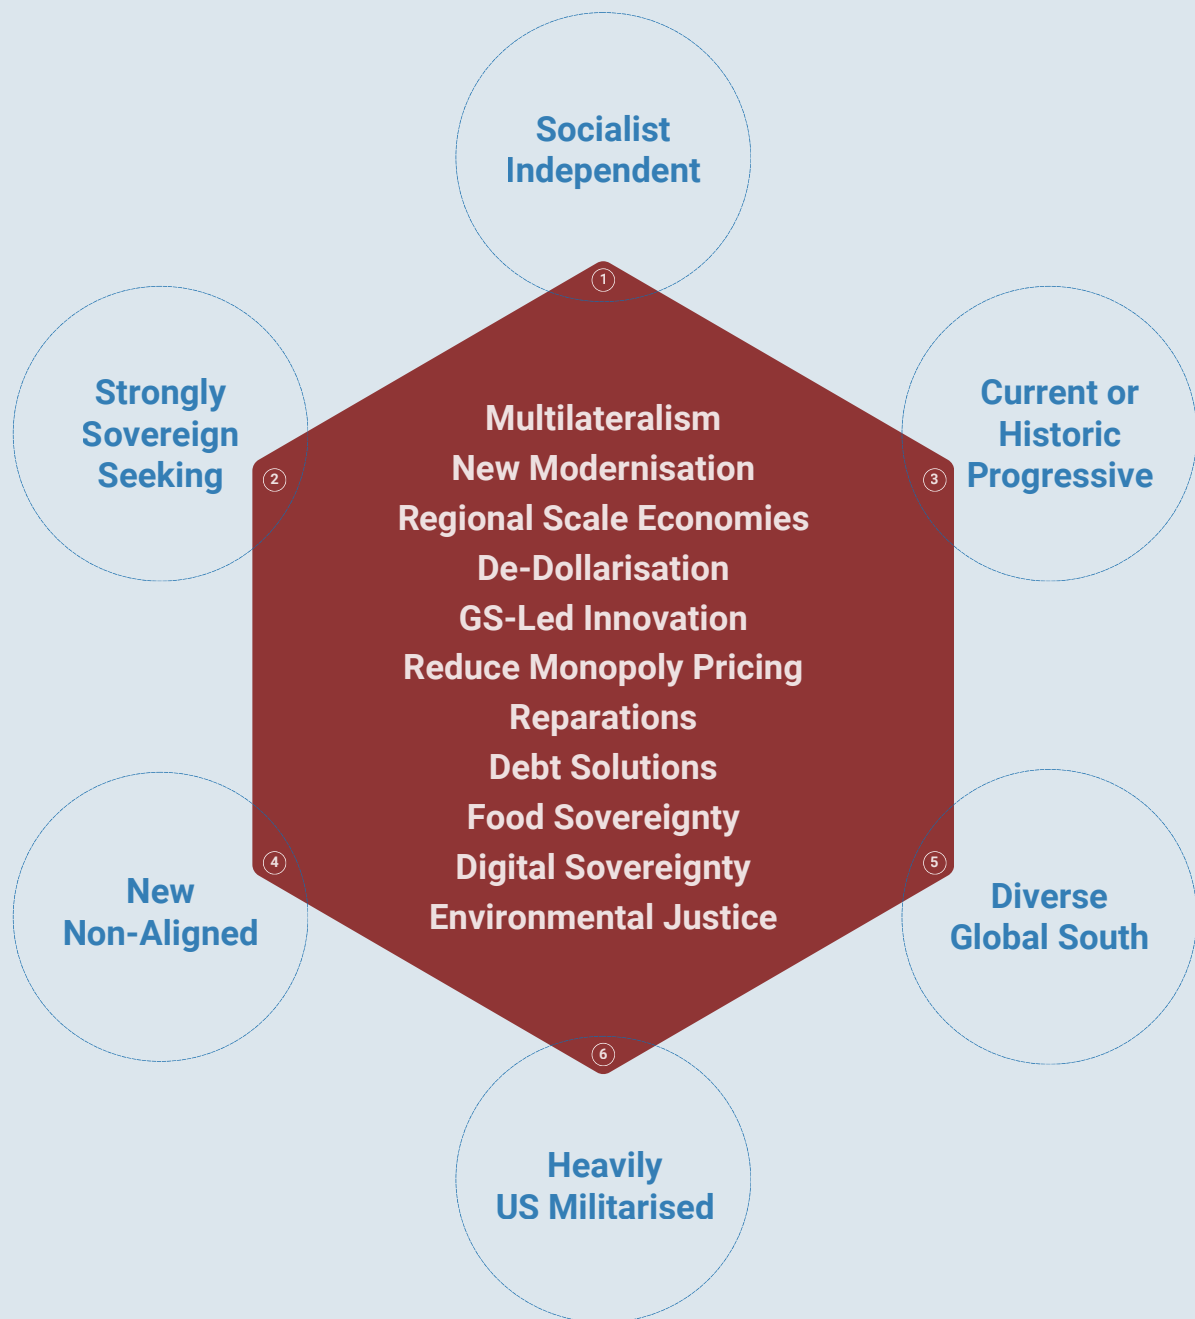 Socialist
Independent
1
Strongly
Sovereign
Seeking
2
Current or
Historic
Progressive
3
Multilateralism
New Modernisation
Regional Scale Economies
De-Dollarisation
GS-Led Innovation
Reduce Monopoly Pricing
Reparations
Debt Solutions
Food Sovereignty
Digital Sovereignty
Environmental Justice
4
New
Non-Aligned
5
Diverse
Global South
6
Heavily
US Militarised